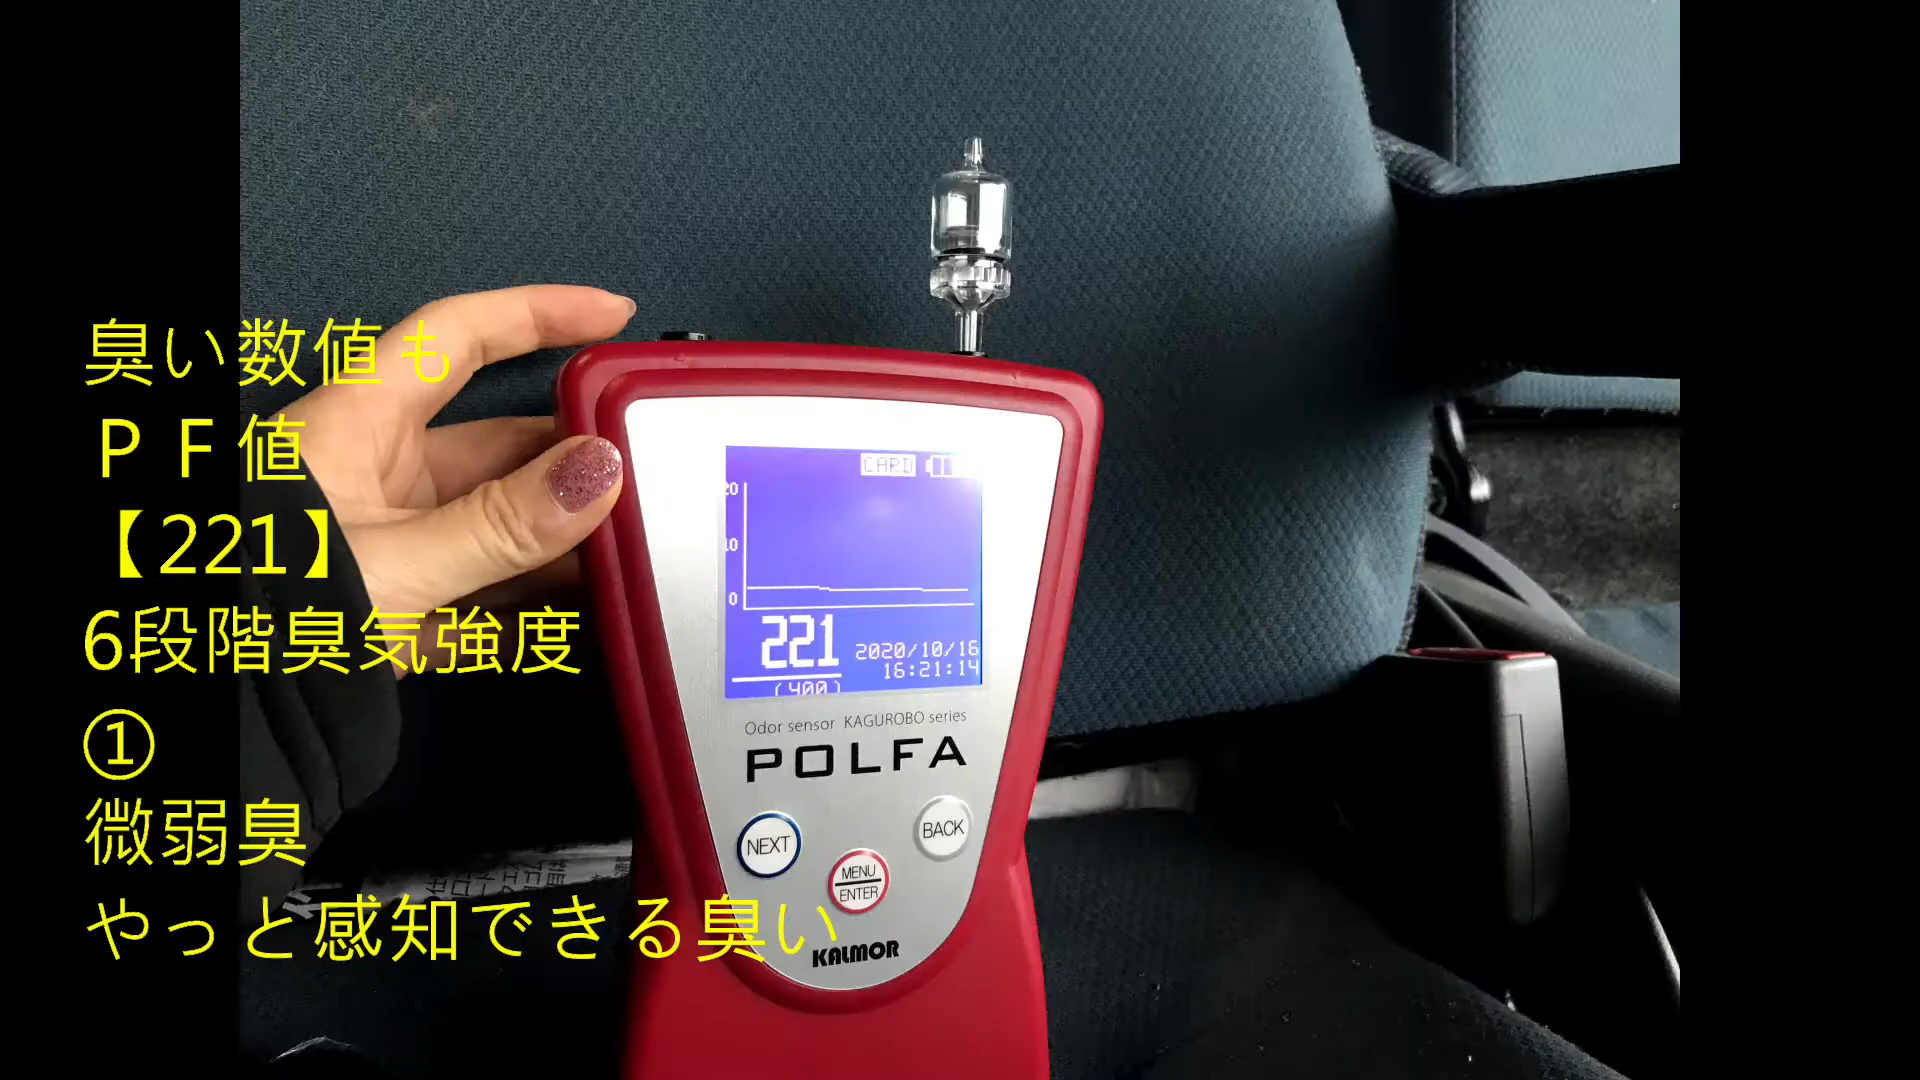 臭い数値も
ＰＦ値
【221】
6段階臭気強度
①
微弱臭
やっと感知できる臭い
CARD
20
10
0
221
(400)
2020/10/16
16:21:14
Odor sensor KAGUROBO series
POLFA
NEXT
BACK
MENU
ENTER
KALMOR